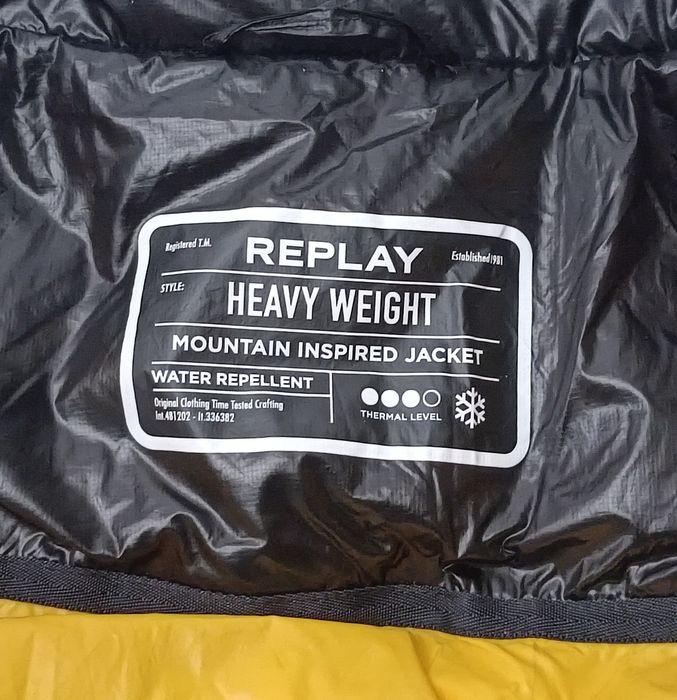 Registered T.M.
REPLAY
Established 1981
STYLE:
HEAVY WEIGHT
MOUNTAIN INSPIRED JACKET
WATER REPELLENT
Original Clothing Time Tested Crafting
Int.481202 - It.336382
THERMAL LEVEL